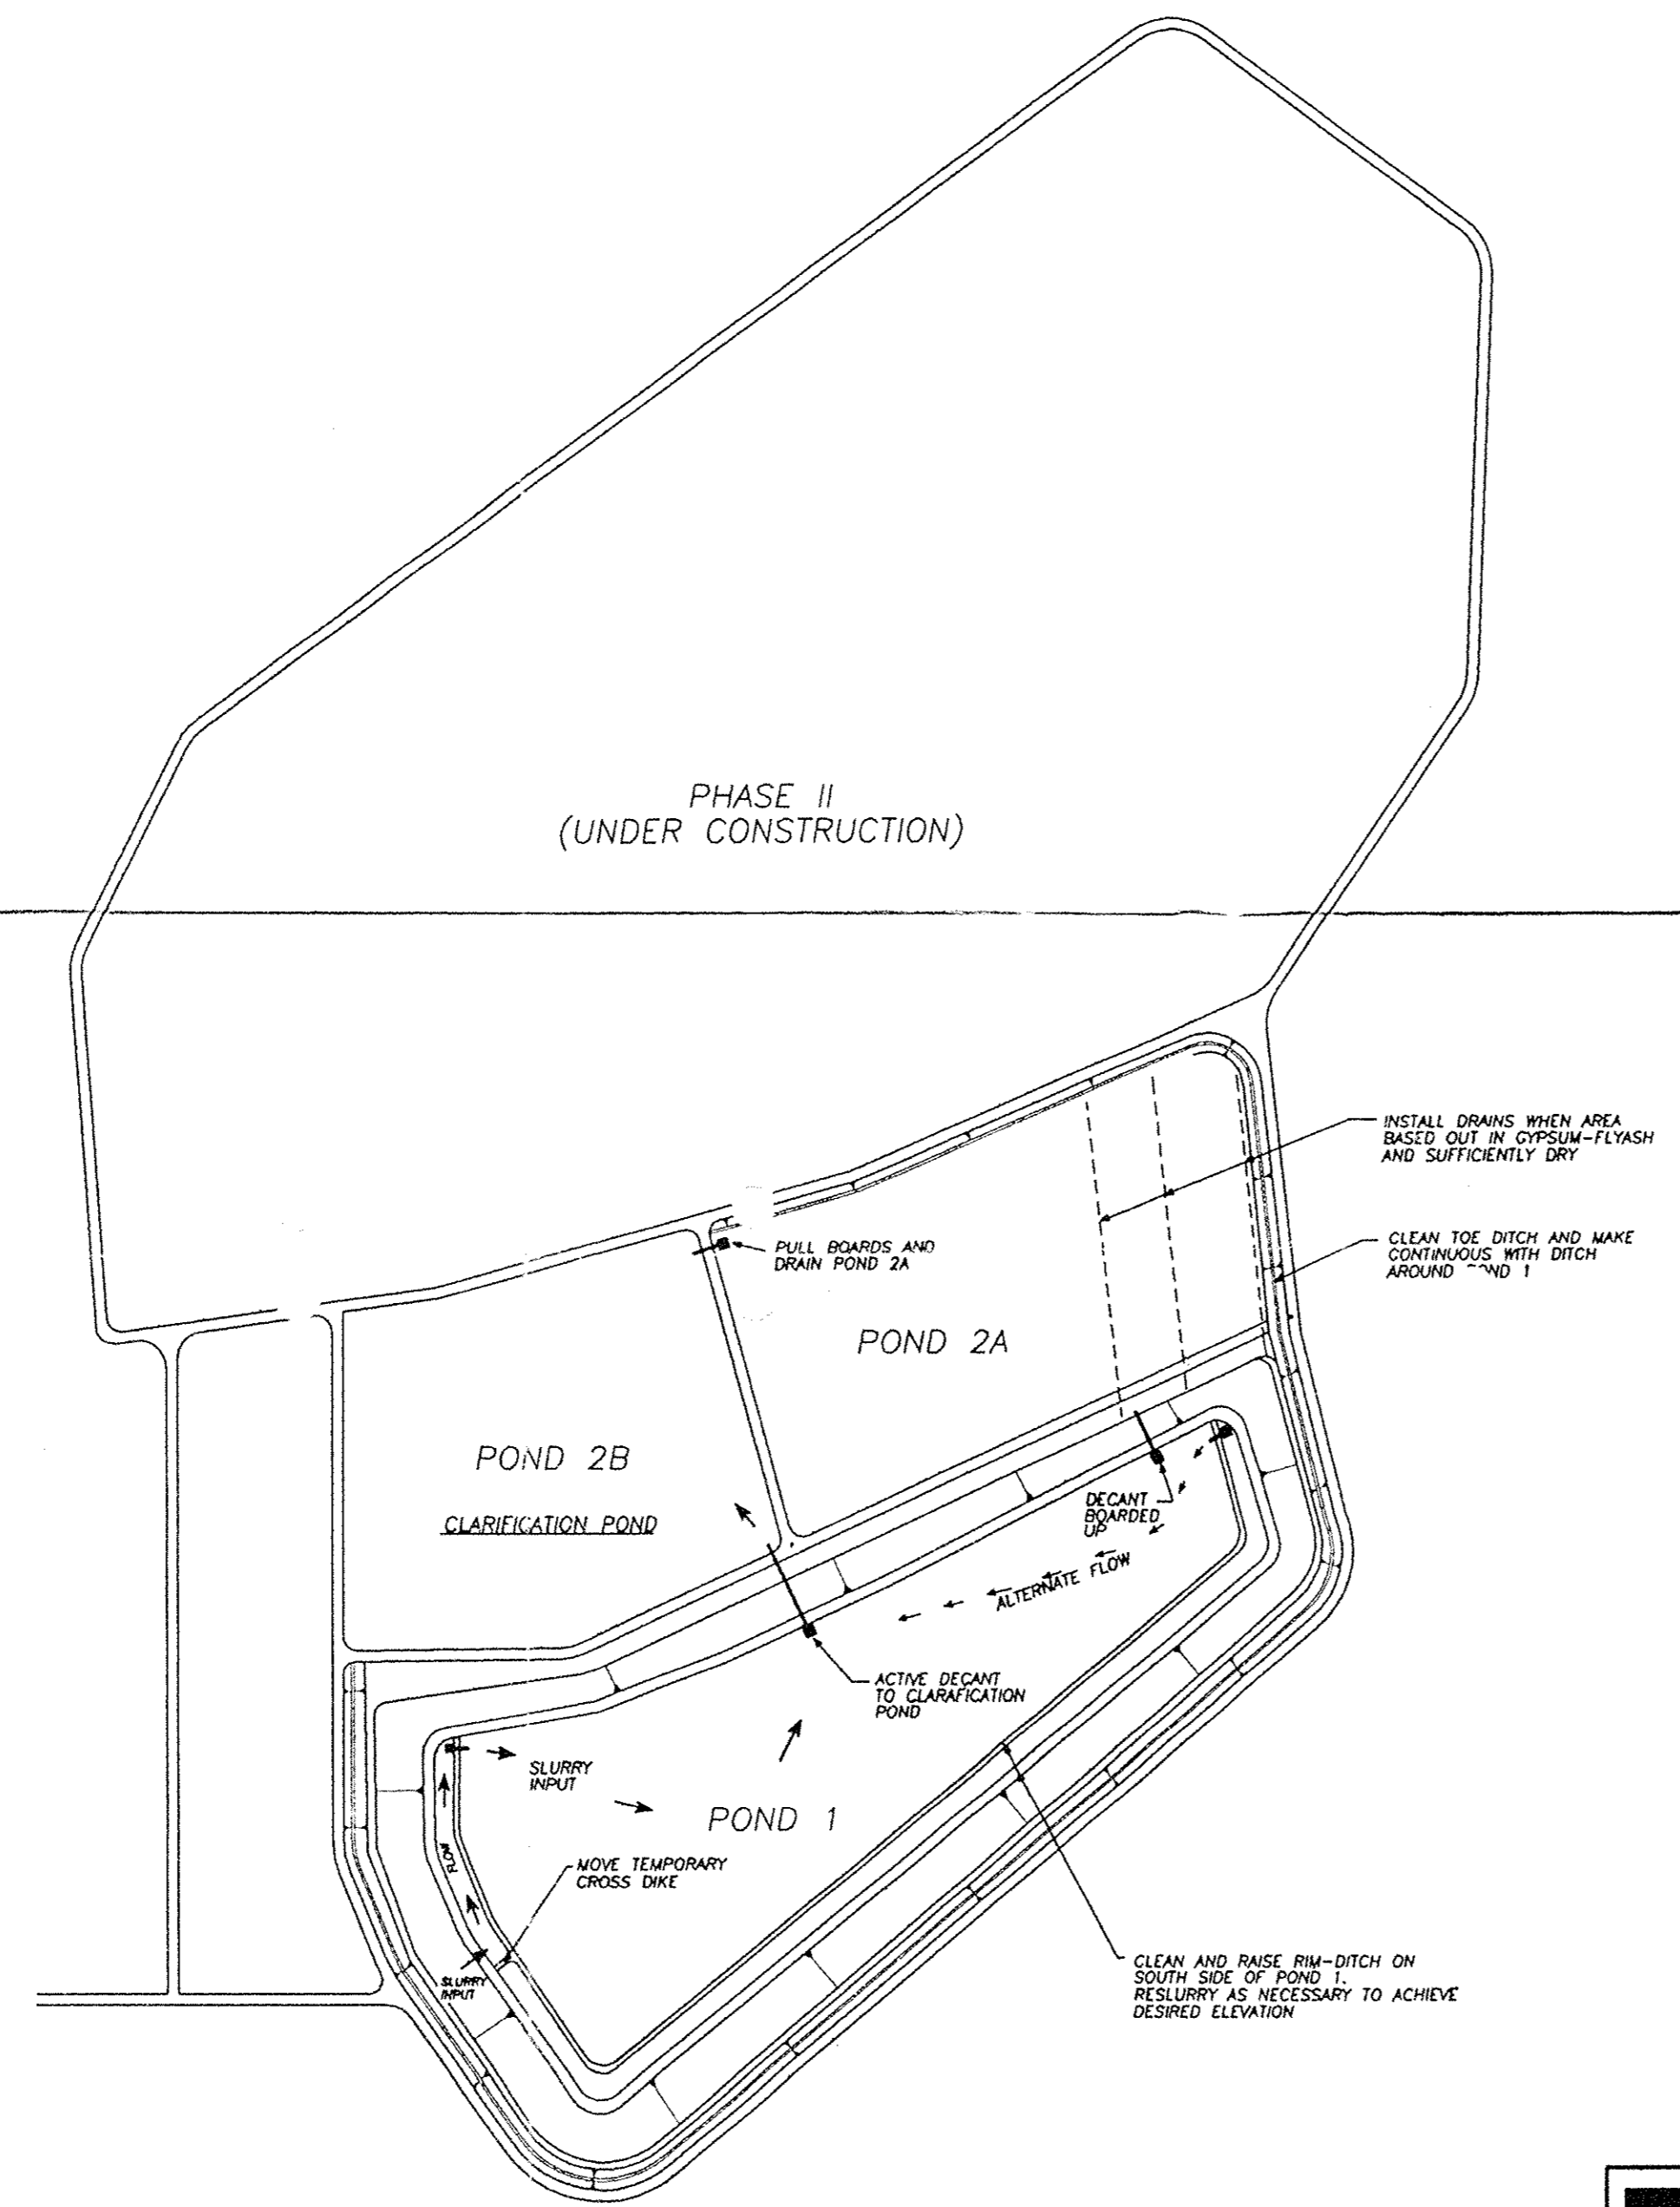 PHASE II
(UNDER CONSTRUCTION)
INSTALL DRAINS WHEN AREA
BASED OUT IN GYPSUM-FLYASH
AND SUFFICIENTLY DRY
CLEAN TOE DITCH AND MAKE
CONTINUOUS WITH DITCH
AROUND 1
PULL BOARDS AND
DRAIN POND 2A
POND 2A
POND 2B
CLARIFICATION POND
DECANT
BOARDED
UP
ALTERNATE FLOW
ACTIVE DECANT
TO CLARAFICATION
POND
SLURRY
INPUT
POND 1
FLOW
MOVE TEMPORARY
CROSS DIKE
SLURRY
INPUT
CLEAN AND RAISE RIM-DITCH ON
SOUTH SIDE OF POND 1.
RESLURRY AS NECESSARY TO ACHIEVE
DESIRED ELEVATION